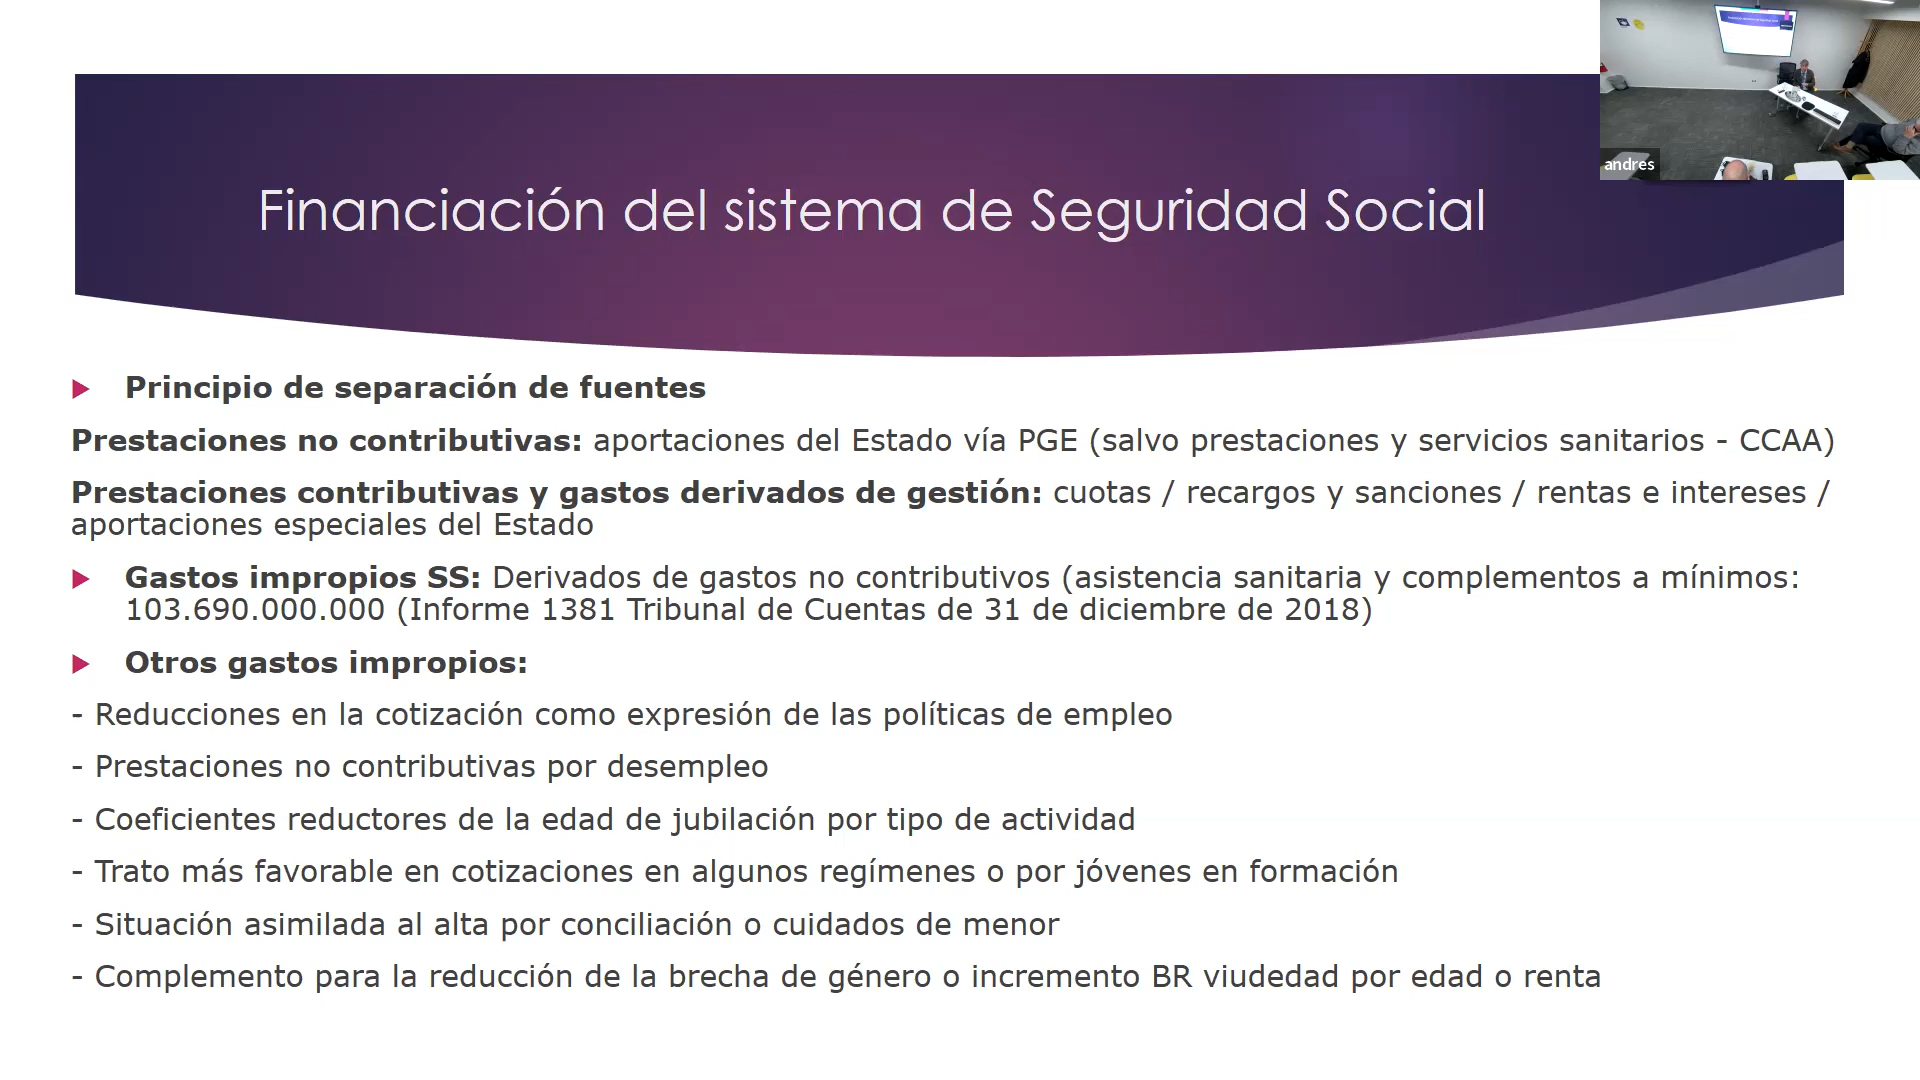 andres
Financiación del sistema de Seguridad Social
Principio de separación de fuentes
Prestaciones no contributivas: aportaciones del Estado vía PGE (salvo prestaciones y servicios sanitarios - CCAA)
Prestaciones contributivas y gastos derivados de gestión: cuotas / recargos y sanciones / rentas e intereses /
aportaciones especiales del Estado
Gastos impropios SS: Derivados de gastos no contributivos (asistencia sanitaria y complementos a mínimos:
103.690.000.000 (Informe 1381 Tribunal de Cuentas de 31 de diciembre de 2018)
Otros gastos impropios:
- Reducciones en la cotización como expresión de las políticas de empleo
- Prestaciones no contributivas por desempleo
- Coeficientes reductores de la edad de jubilación por tipo de actividad
- Trato más favorable en cotizaciones en algunos regímenes o por jóvenes en formación
- Situación asimilada al alta por conciliación o cuidados de menor
- Complemento para la reducción de la brecha de género o incremento BR viudedad por edad o renta